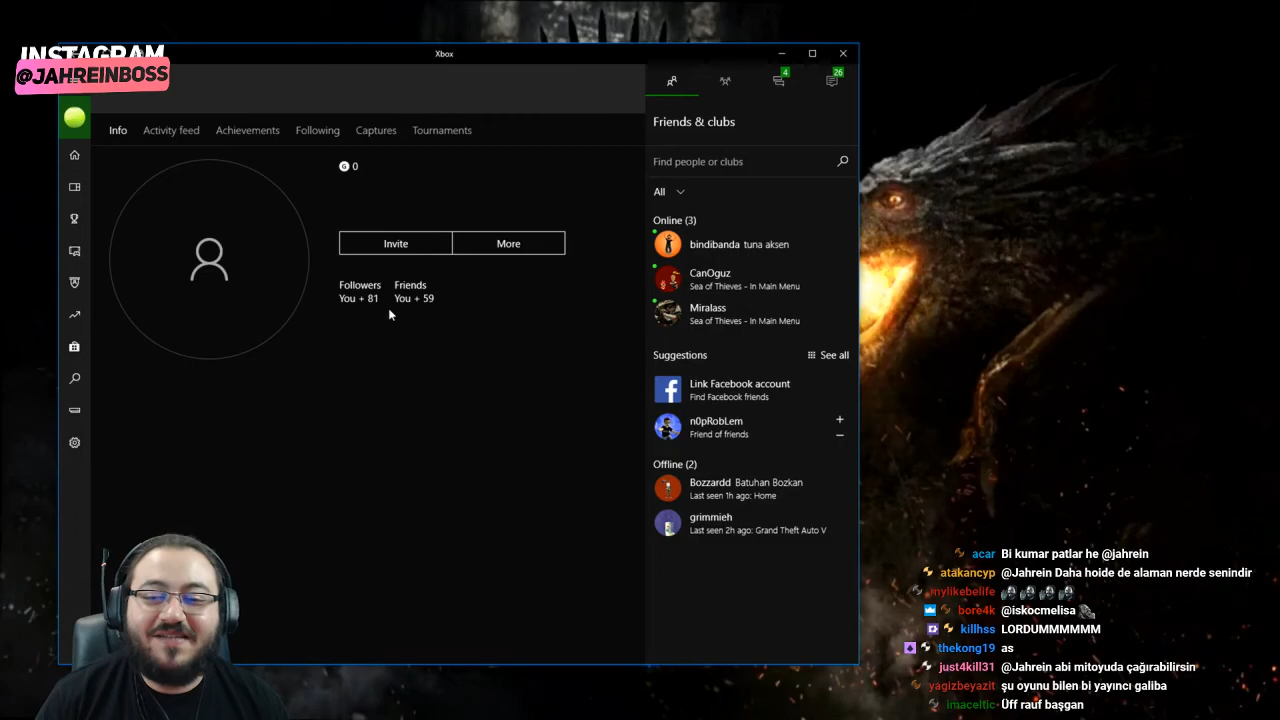 INSTAGRAM
@JAHREINBOSS
Xbox
4
26
Info Activity feed Achievements Following Captures Tournaments
G 0
Invite More
Followers Friends
You + 81 You + 59
Friends & clubs
Find people or clubs
All
Online (3)
bindibanda tuna aksen
CanOguz
Sea of Thieves - In Main Menu
Miralass
Sea of Thieves - In Main Menu
Suggestions See all
Link Facebook account
Find Facebook friends
n0pRobLem
Friend of friends
Offline (2)
Bozzardd Batuhan Bozkan
Last seen 1h ago: Home
grimmieh
Last seen 2h ago: Grand Theft Auto V
acar Bi kumar patlar he @jahrein
atakancyp @Jahrein Daha hoide de alaman nerde senindir
mylikebelife
bore4k @iskocmelisa
killhss LORDUMMMMMM
thekong19 as
just4kill31 @Jahrein abi mitoyuda çağırabilirsin
yagizbeyazit şu oyunu bilen bi yayıncı galiba
imaceltic Üff rauf başgan